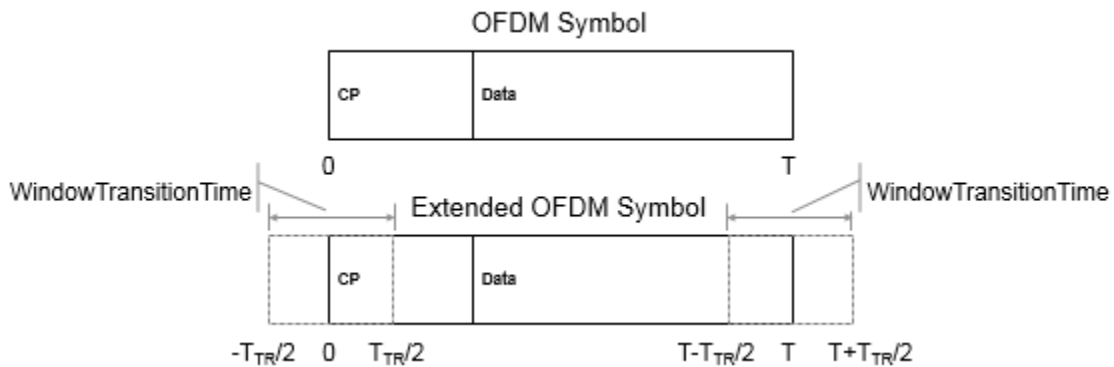 OFDM Symbol
CP Data
0 T
WindowTransitionTime WindowTransitionTime
Extended OFDM Symbol
CP Data
-T_TR/2 0 T_TR/2 T-T_TR/2 T T+T_TR/2